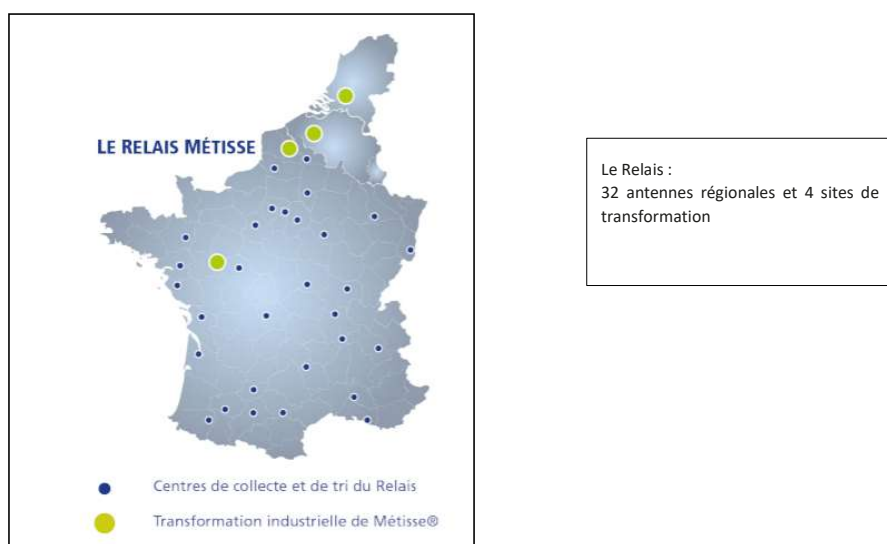 LE RELAIS MÉTISSE
Centres de collecte et de tri du Relais
Transformation industrielle de Métisse®
Le Relais :
32 antennes régionales et 4 sites de
transformation